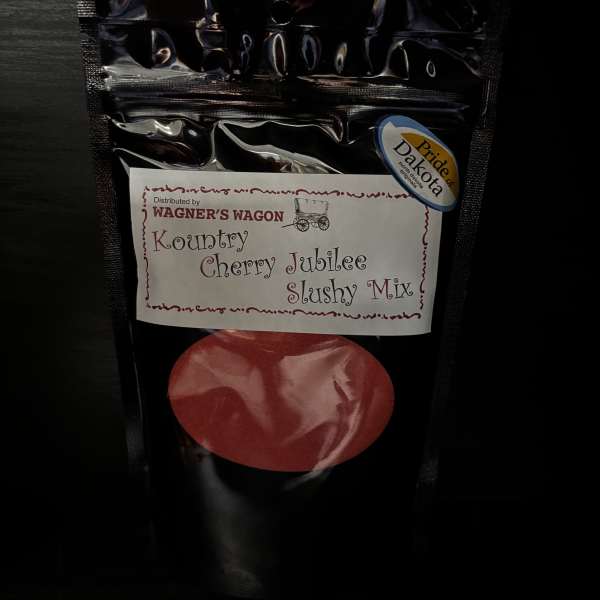 Pride of
Dakota
Distributed by
WAGNER'S WAGON
Kountry
Cherry Jubilee
Slushy Mix